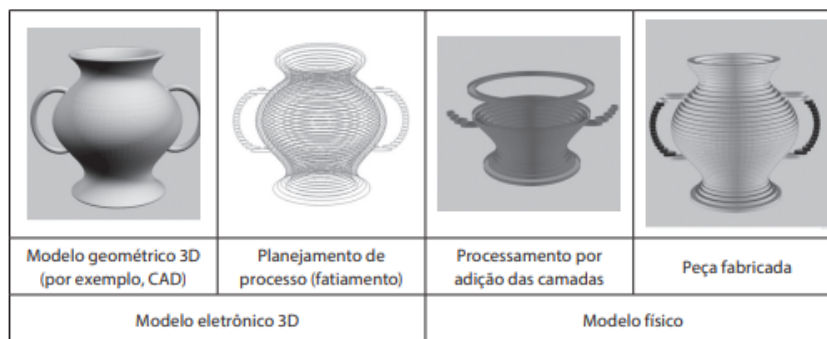 Modelo geométrico 3D
(por exemplo, CAD)
Planejamento de
processo (fatiamento)
Processamento por
adição das camadas
Peça fabricada
Modelo eletrônico 3D
Modelo físico